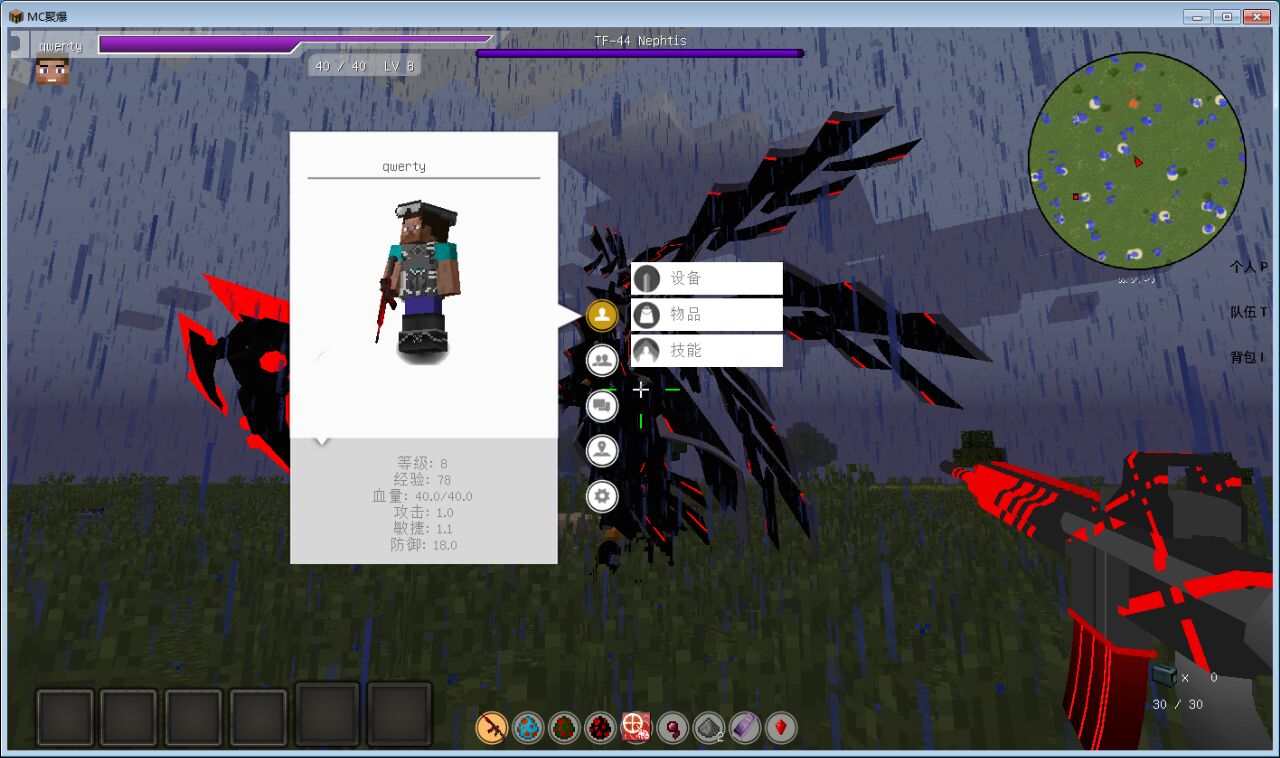 MC聚爆
qwerty
40 / 40 LV 8
TF-44 Nephtis
qwerty
设备
物品
技能
等级: 8
经验: 78
血量: 40.0/40.0
攻击: 1.0
敏捷: 1.1
防御: 18.0
个人 P
队伍 T
背包 I
x 0
30 / 30
2